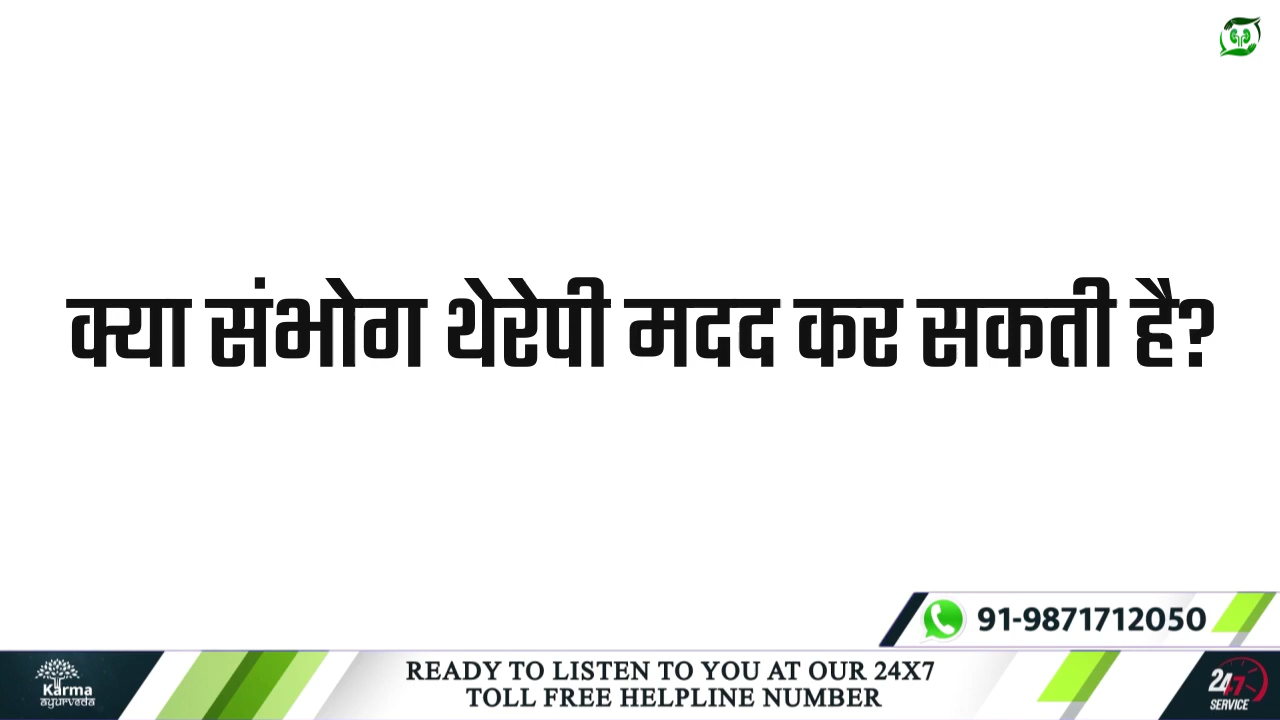 क्या संभोग थेरेपी मदद कर सकती है?
91-9871712050
READY TO LISTEN TO YOU AT OUR 24X7
TOLL FREE HELPLINE NUMBER
Karma
ayurveda
24 7
SERVICE